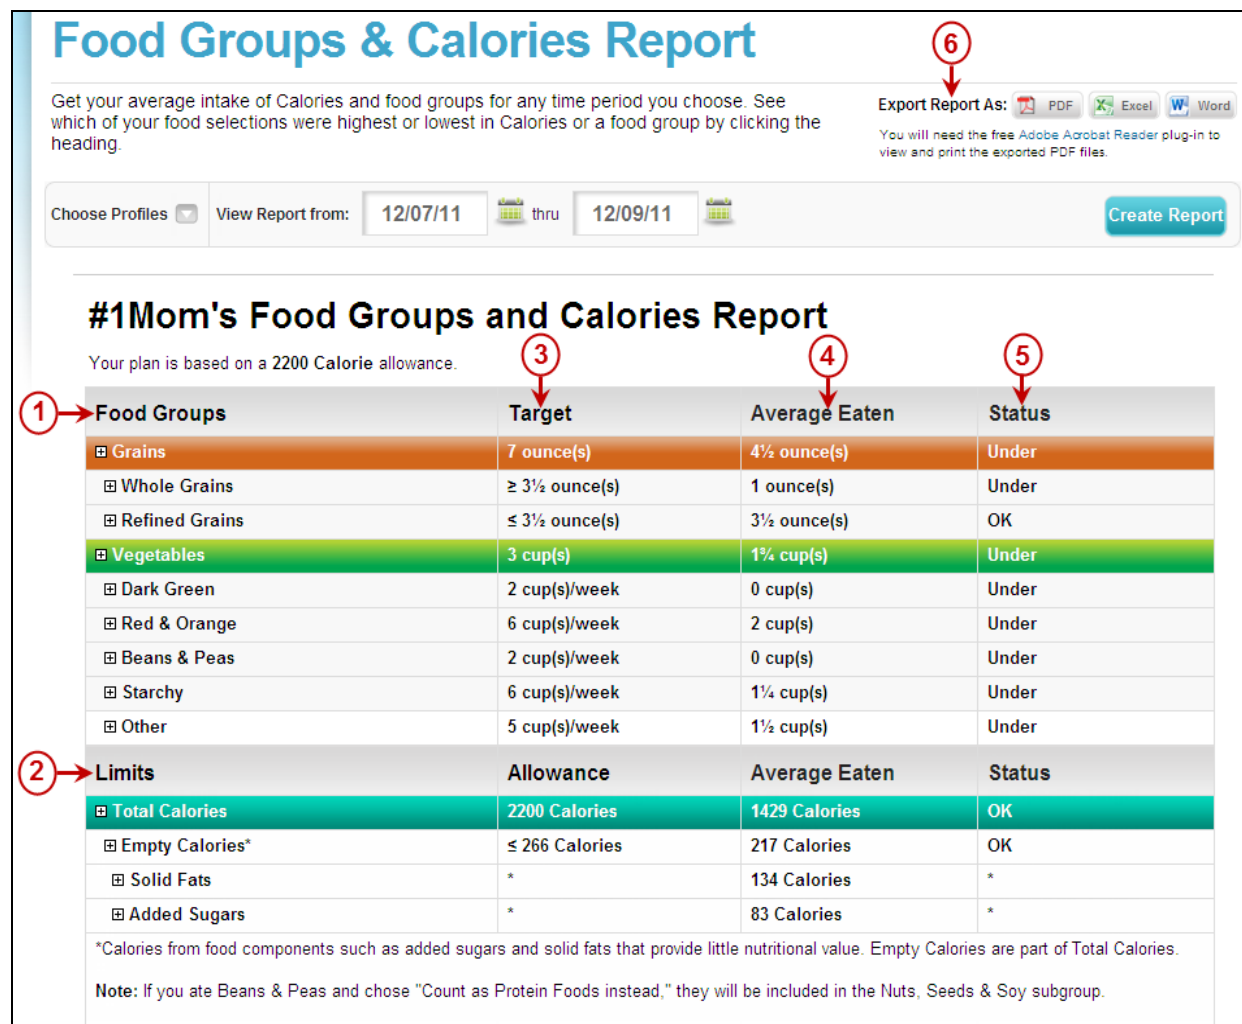 Food Groups & Calories Report
6
Get your average intake of Calories and food groups for any time period you choose. See
which of your food selections were highest or lowest in Calories or a food group by clicking the
heading.
Export Report As: PDF Excel Word
You will need the free Adobe Acrobat Reader plug-in to
view and print the exported PDF files.
Choose Profiles View Report from: 12/07/11 thru 12/09/11 Create Report
#1Mom's Food Groups and Calories Report
Your plan is based on a 2200 Calorie allowance.
3 4 5
1 Food Groups Target Average Eaten Status
Grains 7 ounce(s) 4½ ounce(s) Under
Whole Grains ≥ 3½ ounce(s) 1 ounce(s) Under
Refined Grains ≤ 3½ ounce(s) 3½ ounce(s) OK
Vegetables 3 cup(s) 1¾ cup(s) Under
Dark Green 2 cup(s)/week 0 cup(s) Under
Red & Orange 6 cup(s)/week 2 cup(s) Under
Beans & Peas 2 cup(s)/week 0 cup(s) Under
Starchy 6 cup(s)/week 1¼ cup(s) Under
Other 5 cup(s)/week 1½ cup(s) Under
2 Limits Allowance Average Eaten Status
Total Calories 2200 Calories 1429 Calories OK
Empty Calories* ≤ 266 Calories 217 Calories OK
Solid Fats * 134 Calories *
Added Sugars * 83 Calories *
*Calories from food components such as added sugars and solid fats that provide little nutritional value. Empty Calories are part of Total Calories.
Note: If you ate Beans & Peas and chose "Count as Protein Foods instead," they will be included in the Nuts, Seeds & Soy subgroup.